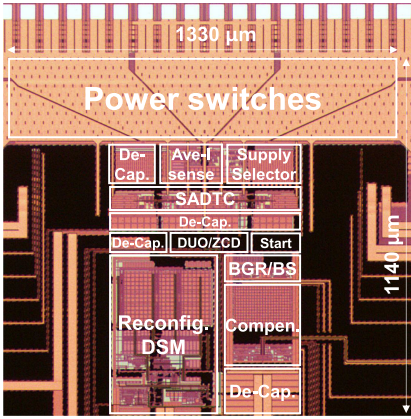 1330 µm
Power switches
De-
Cap.
Ave-I
sense
Supply
Selector
SADTC
De-Cap.
De-Cap.
DUO/ZCD
Start
BGR/BS
1140 µm
Reconfig.
DSM
Compen.
De-Cap.